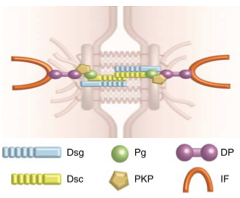 Dsg Pg DP
Dsc PKP IF